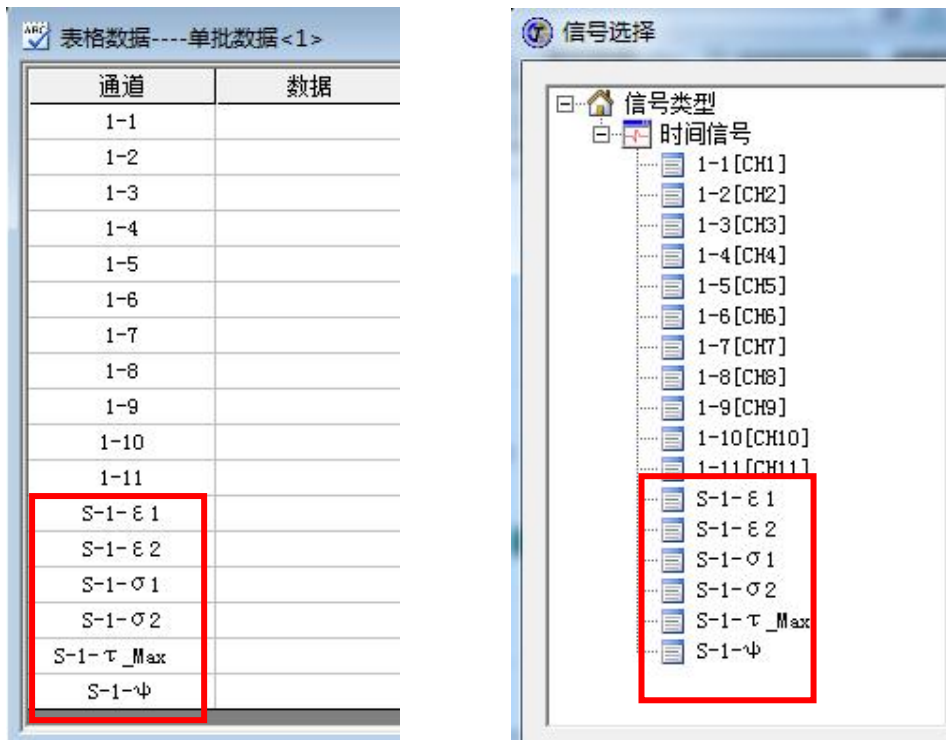 表格数据----单批数据<1>
通道 数据
1-1
1-2
1-3
1-4
1-5
1-6
1-7
1-8
1-9
1-10
1-11
S-1-ε1
S-1-ε2
S-1-σ1
S-1-σ2
S-1-τ_Max
S-1-ψ
信号选择
信号类型
时间信号
1-1[CH1]
1-2[CH2]
1-3[CH3]
1-4[CH4]
1-5[CH5]
1-6[CH6]
1-7[CH7]
1-8[CH8]
1-9[CH9]
1-10[CH10]
1-11[CH11]
S-1-ε1
S-1-ε2
S-1-σ1
S-1-σ2
S-1-τ_Max
S-1-ψ